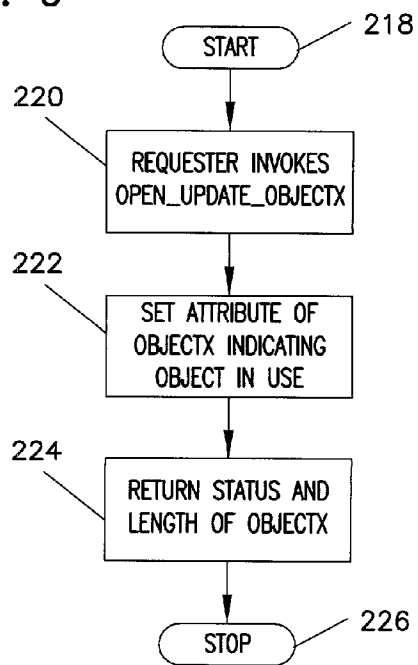 START
218
220
REQUESTER INVOKES
OPEN_UPDATE_OBJECTX
222
SET ATTRIBUTE OF
OBJECTX INDICATING
OBJECT IN USE
224
RETURN STATUS AND
LENGTH OF OBJECTX
STOP
226